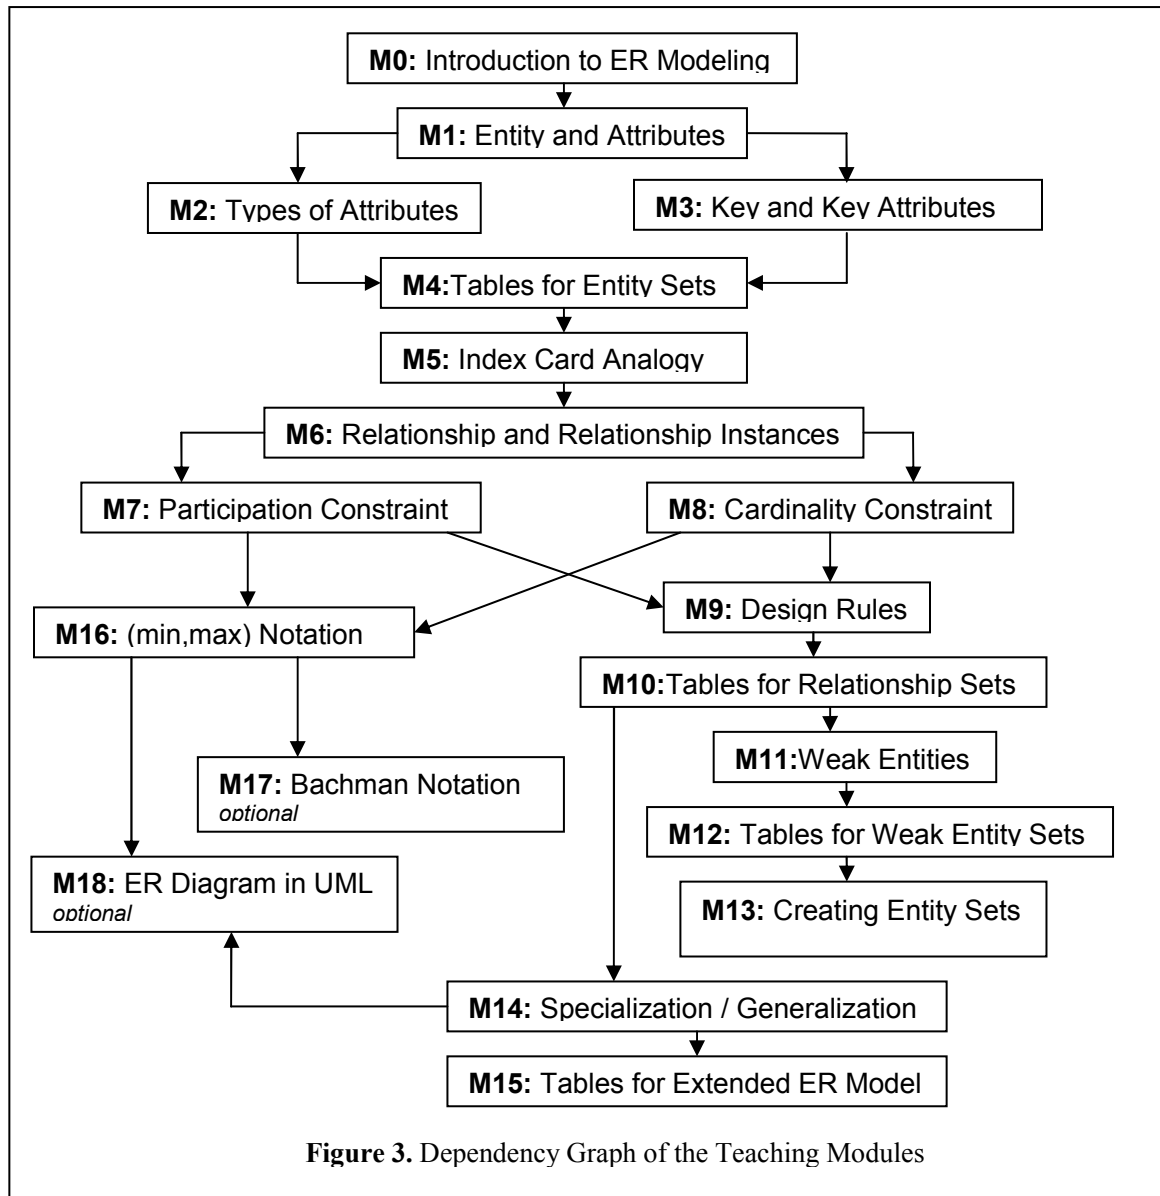 M0: Introduction to ER Modeling
M1: Entity and Attributes
M2: Types of Attributes
M3: Key and Key Attributes
M4:Tables for Entity Sets
M5: Index Card Analogy
M6: Relationship and Relationship Instances
M7: Participation Constraint
M8: Cardinality Constraint
M9: Design Rules
M16: (min,max) Notation
M10:Tables for Relationship Sets
M11:Weak Entities
M17: Bachman Notation
optional
M12: Tables for Weak Entity Sets
M18: ER Diagram in UML
optional
M13: Creating Entity Sets
M14: Specialization / Generalization
M15: Tables for Extended ER Model
Figure 3. Dependency Graph of the Teaching Modules